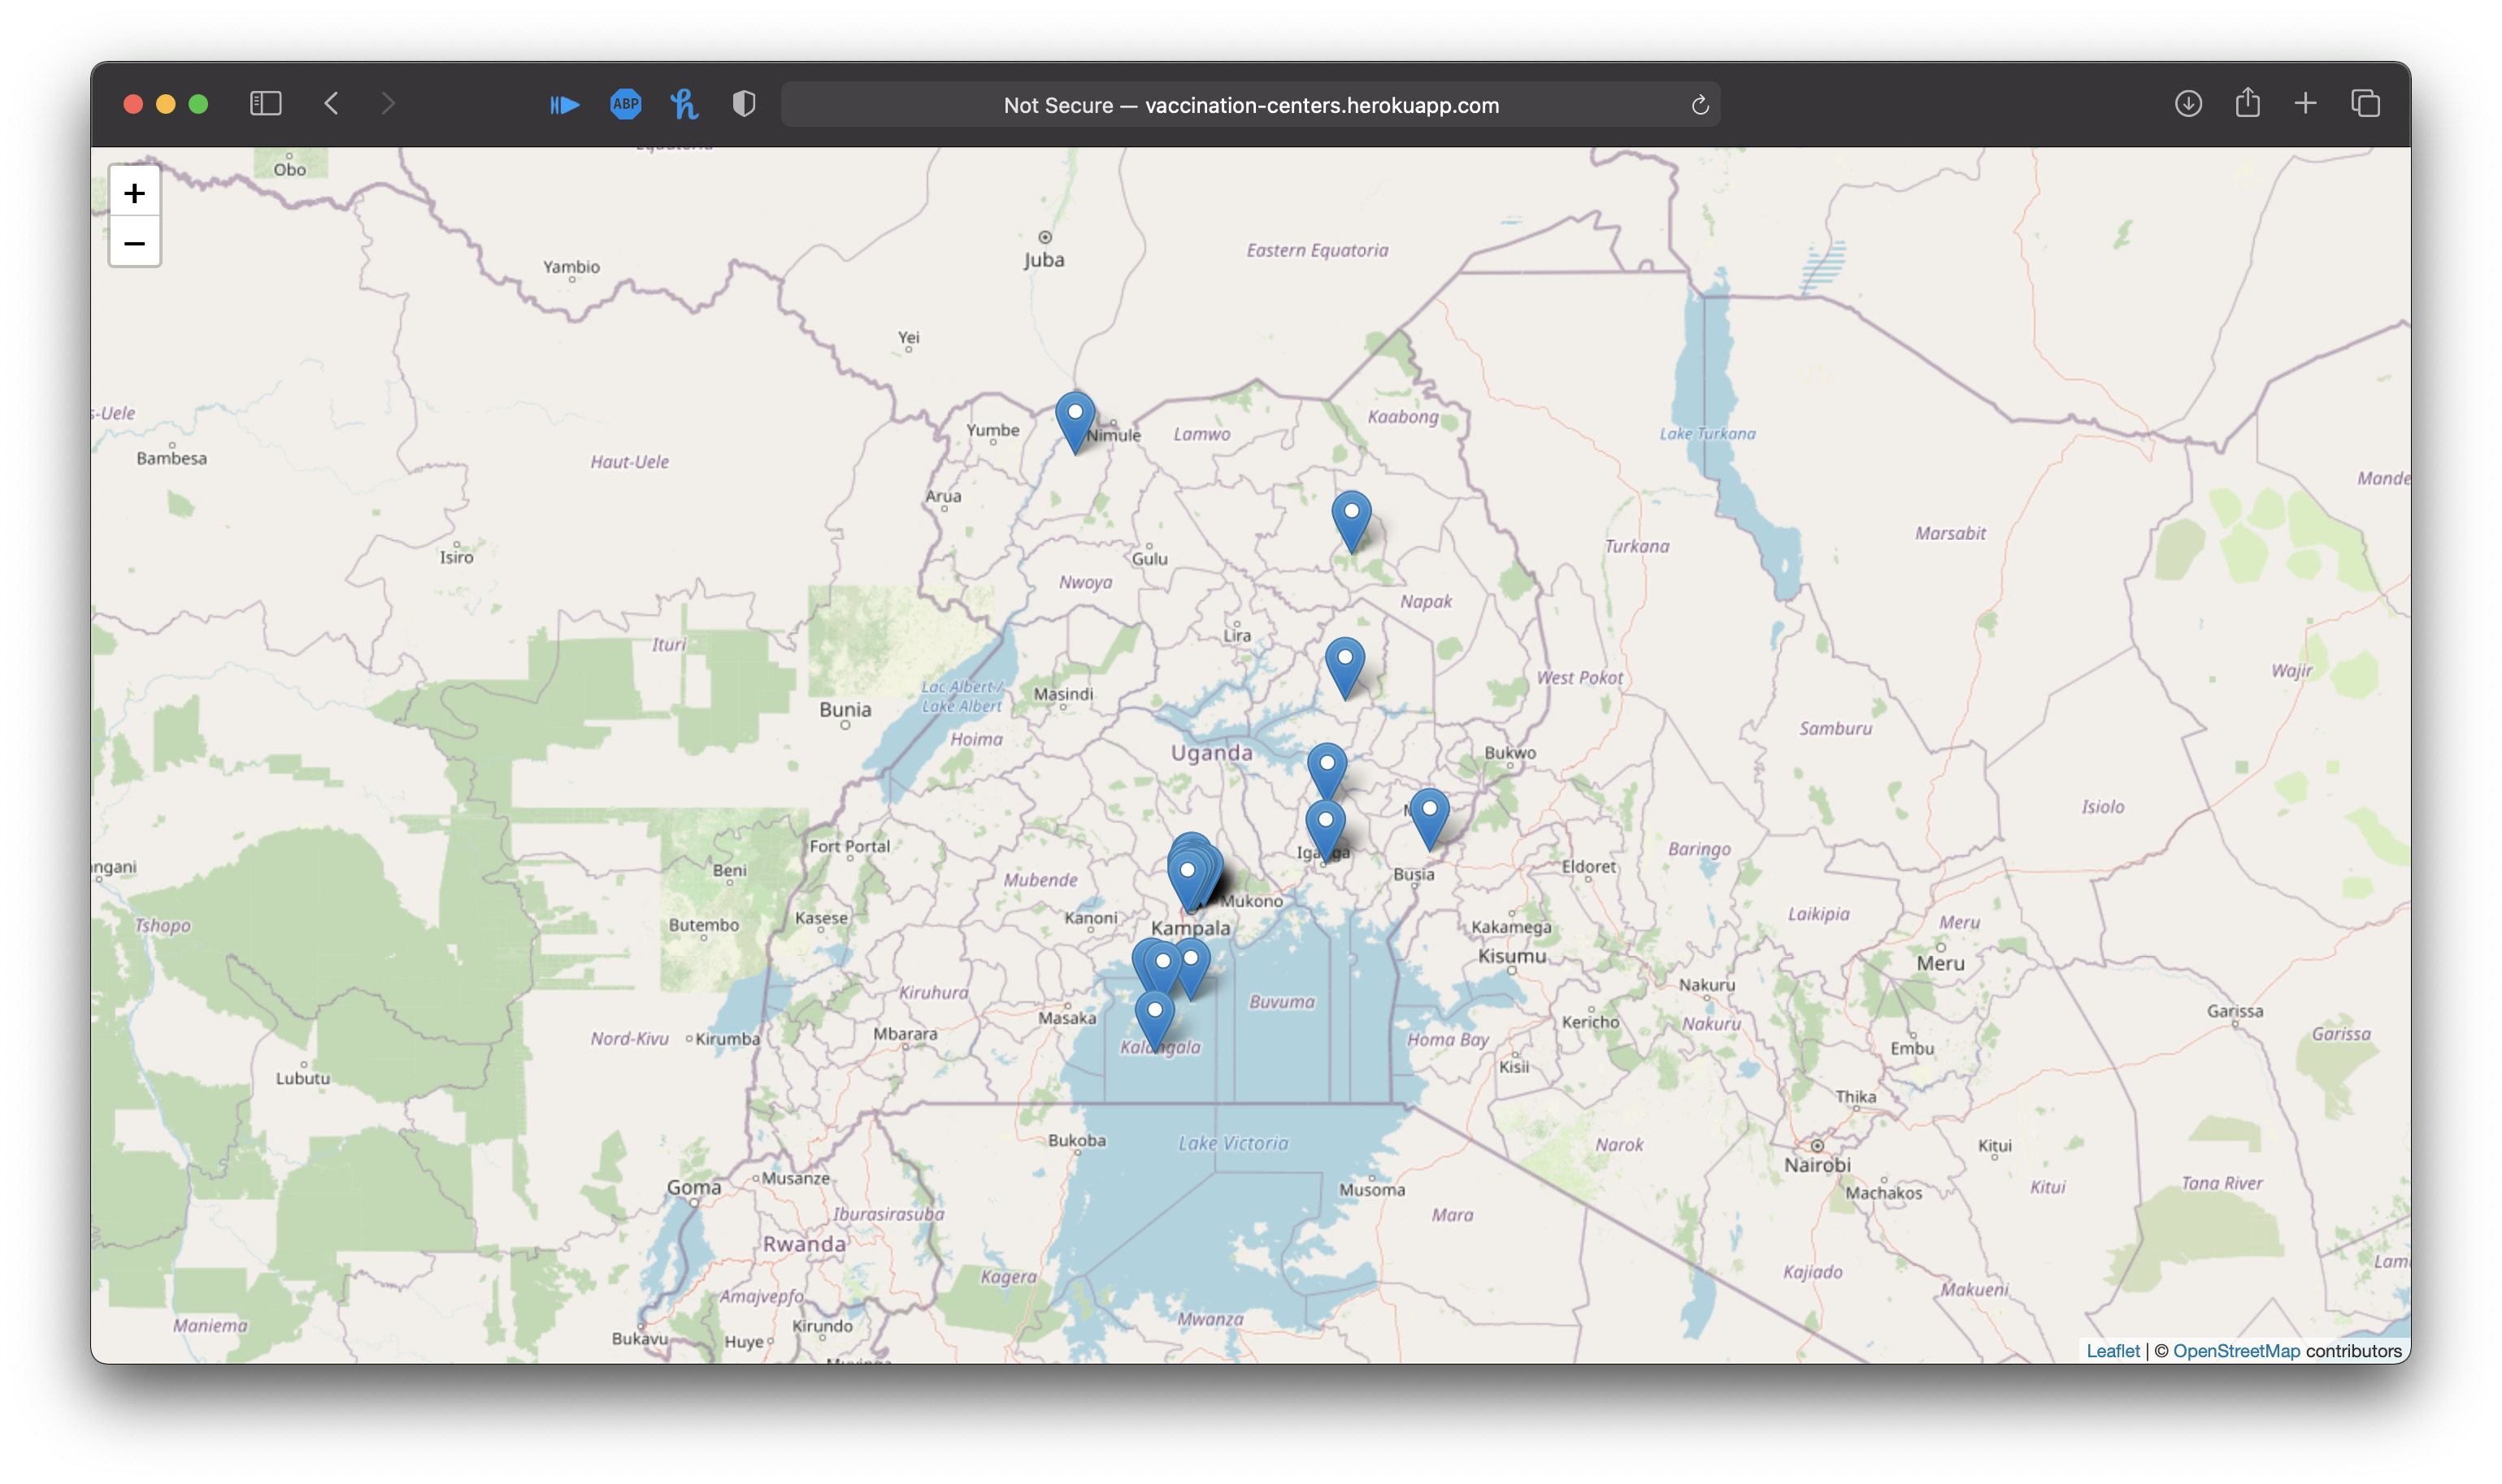 ABP
Not Secure — vaccination-centers.herokuapp.com
+
−
Obo
Juba
Eastern Equatoria
Yambio
Yei
s-Uele
Bambesa
Haut-Uele
Yumbe
Nimule
Lamwo
Kaabong
Lake Turkana
Mande
Arua
Isiro
Gulu
Nwoya
Napak
Turkana
Marsabit
Ituri
Lira
Lac Albert /
Lake Albert
Masindi
Bunia
Hoima
Uganda
West Pokot
Bukwo
Samburu
Wajir
Isiolo
Fort Portal
Beni
Mubende
Busia
Eldoret
Baringo
ngani
Tshopo
Butembo
Kasese
Kanoni
Mukono
Kampala
Kakamega
Kisumu
Laikipia
Meru
Meru
Kiruhura
Masaka
Buvuma
Nakuru
Nakuru
Kericho
Garissa
Garissa
Nord-Kivu
Kirumba
Mbarara
Homa Bay
Kisii
Embu
Lubutu
Thika
Bukoba
Lake Victoria
Narok
Nairobi
Kitui
Kitui
Goma
Musanze
Musoma
Machakos
Tana River
Iburasirasuba
Mara
Rwanda
Kagera
Kajiado
Makueni
Lam
Amajyepfo
Maniema
Bukavu
Huye
Kirundo
Mwanza
Leaflet | © OpenStreetMap contributors